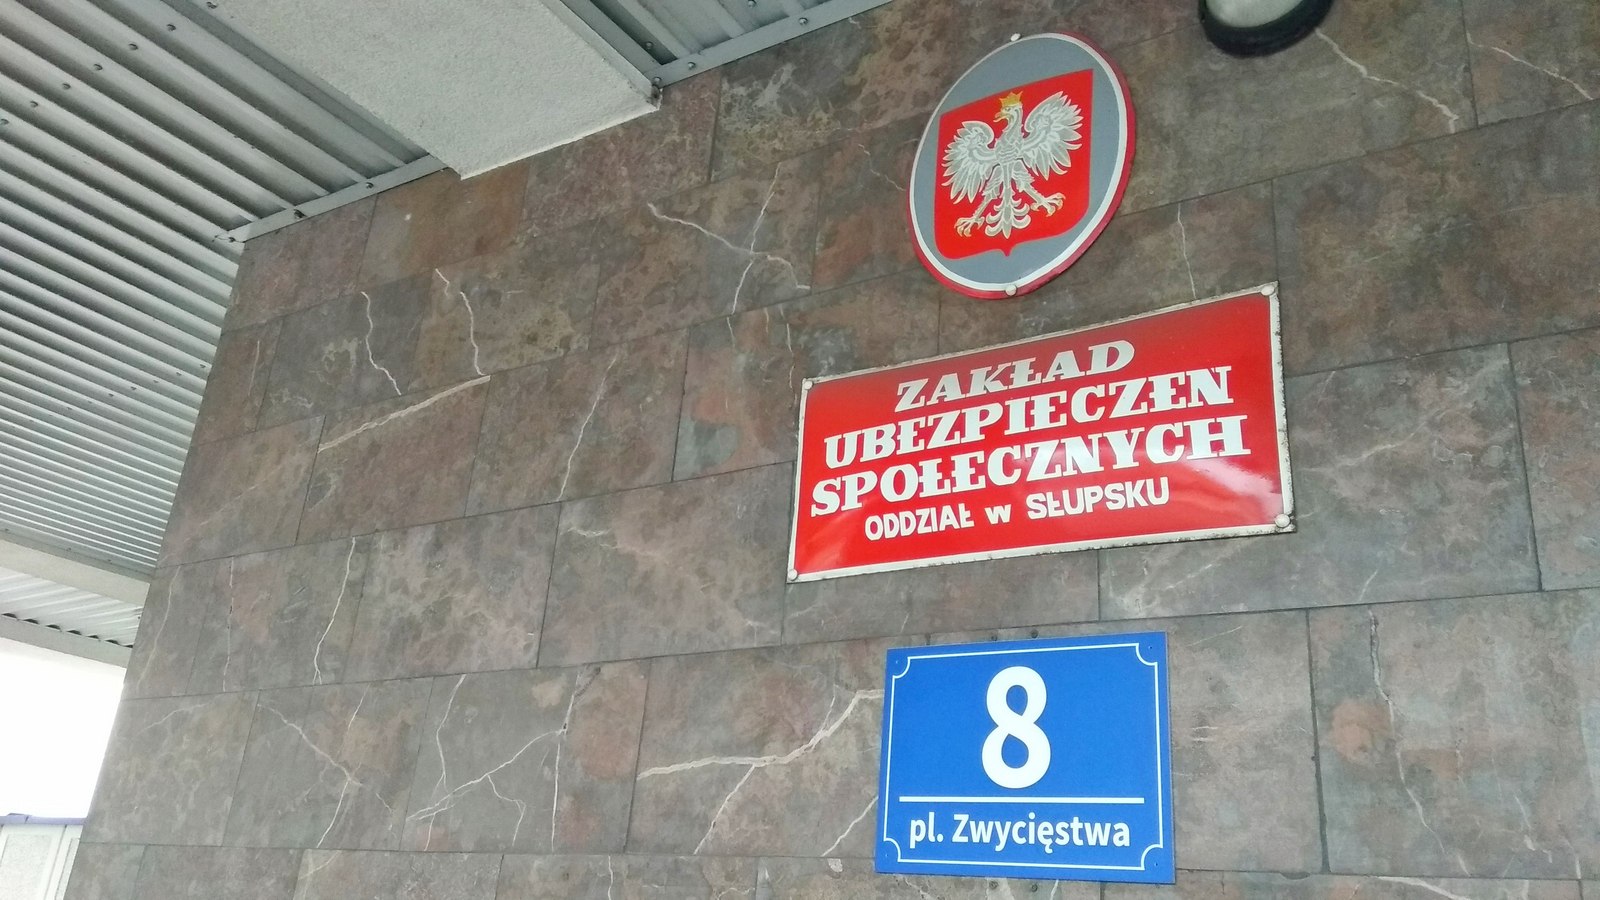 ZAKŁAD
UBEZPIECZEŃ
SPOŁECZNYCH
ODDZIAŁ w SŁUPSKU
8
pl. Zwycięstwa